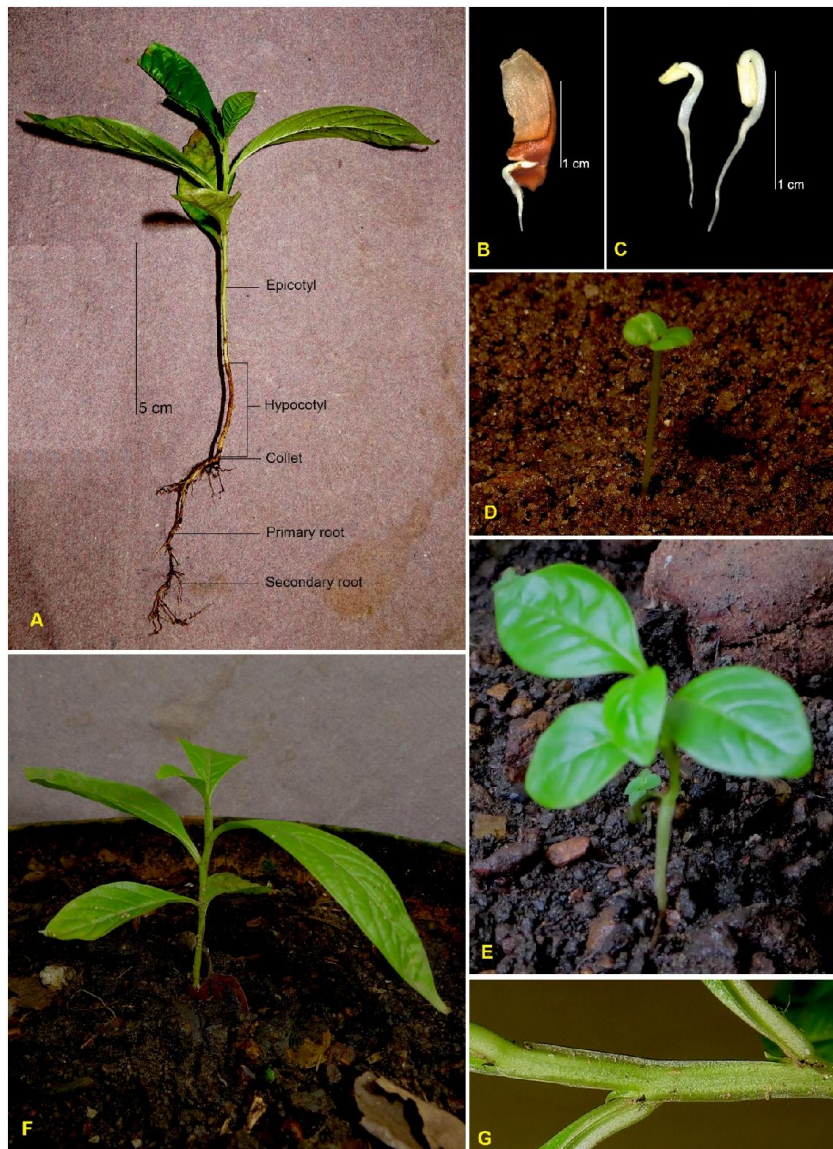 Epicotyl
5 cm
Hypocotyl
Collet
Primary root
Secondary root
A
1 cm
B
1 cm
C
D
E
F
G